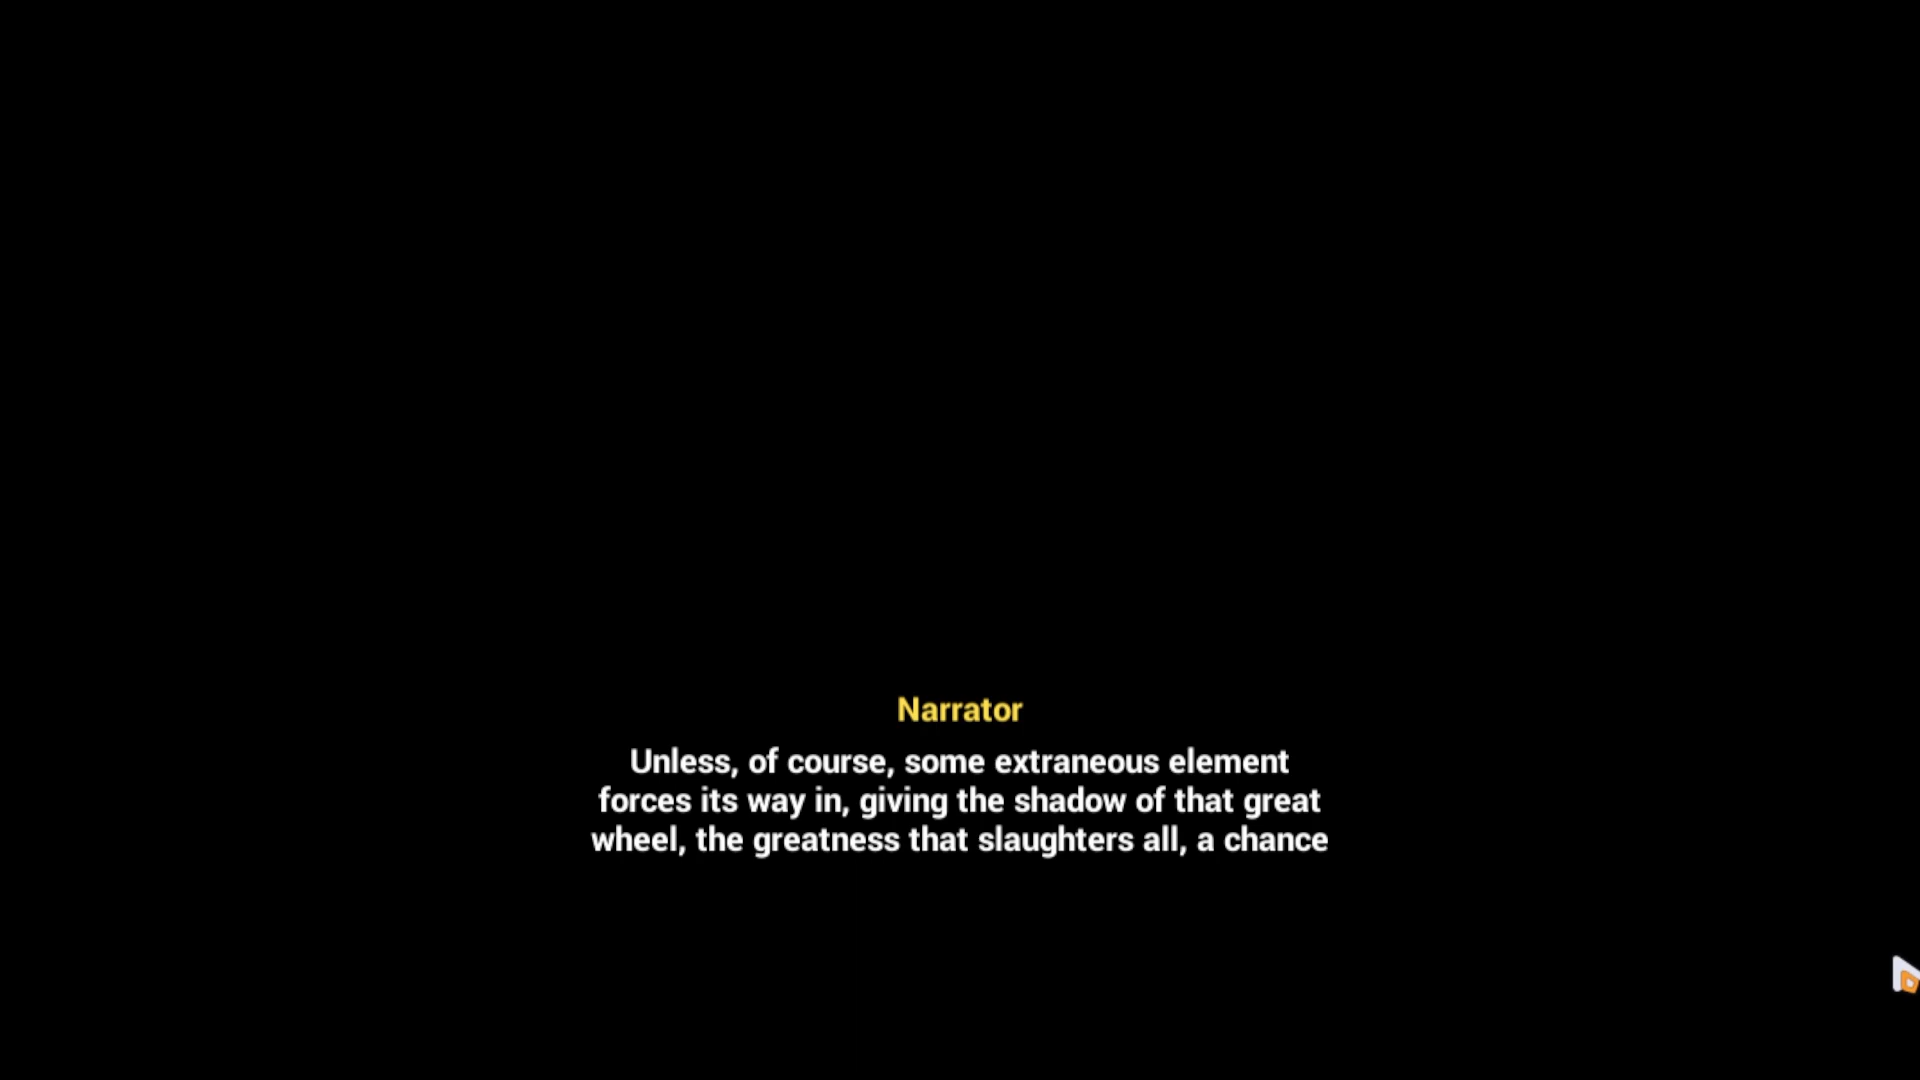 Narrator
Unless, of course, some extraneous element
forces its way in, giving the shadow of that great
wheel, the greatness that slaughters all, a chance